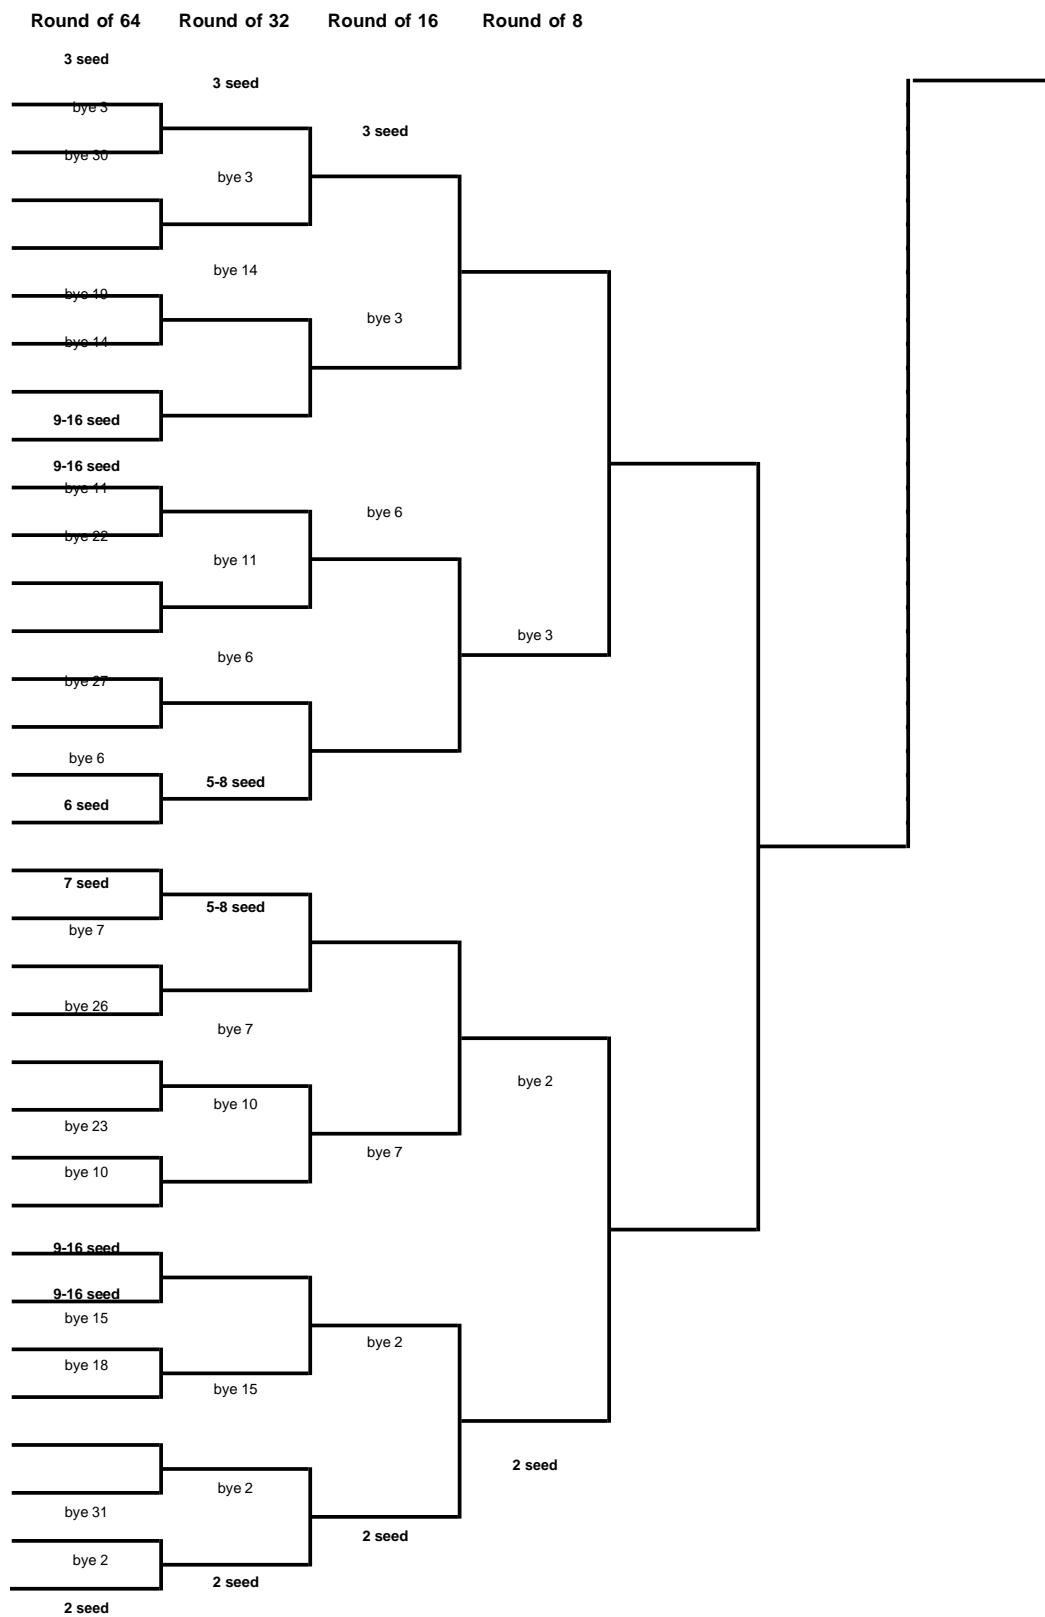 Round of 64 Round of 32 Round of 16 Round of 8
3 seed
3 seed
bye 3
3 seed
bye 30
bye 3
bye 14
bye 19
bye 3
bye 14
9-16 seed
9-16 seed
bye 11
bye 6
bye 22
bye 11
bye 3
bye 6
bye 27
bye 6
5-8 seed
6 seed
7 seed
5-8 seed
bye 7
bye 26
bye 7
bye 2
bye 10
bye 23
bye 7
bye 10
9-16 seed
9-16 seed
bye 15
bye 2
bye 18
bye 15
2 seed
bye 2
bye 31
2 seed
bye 2
2 seed
2 seed